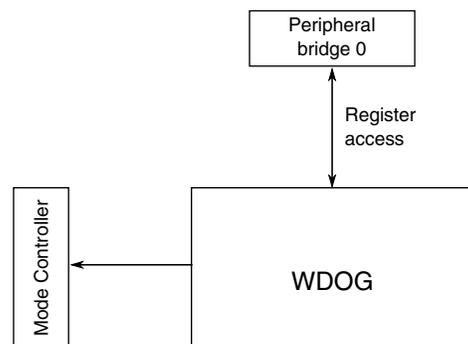 Peripheral
bridge 0
Register
access
Mode Controller
WDOG